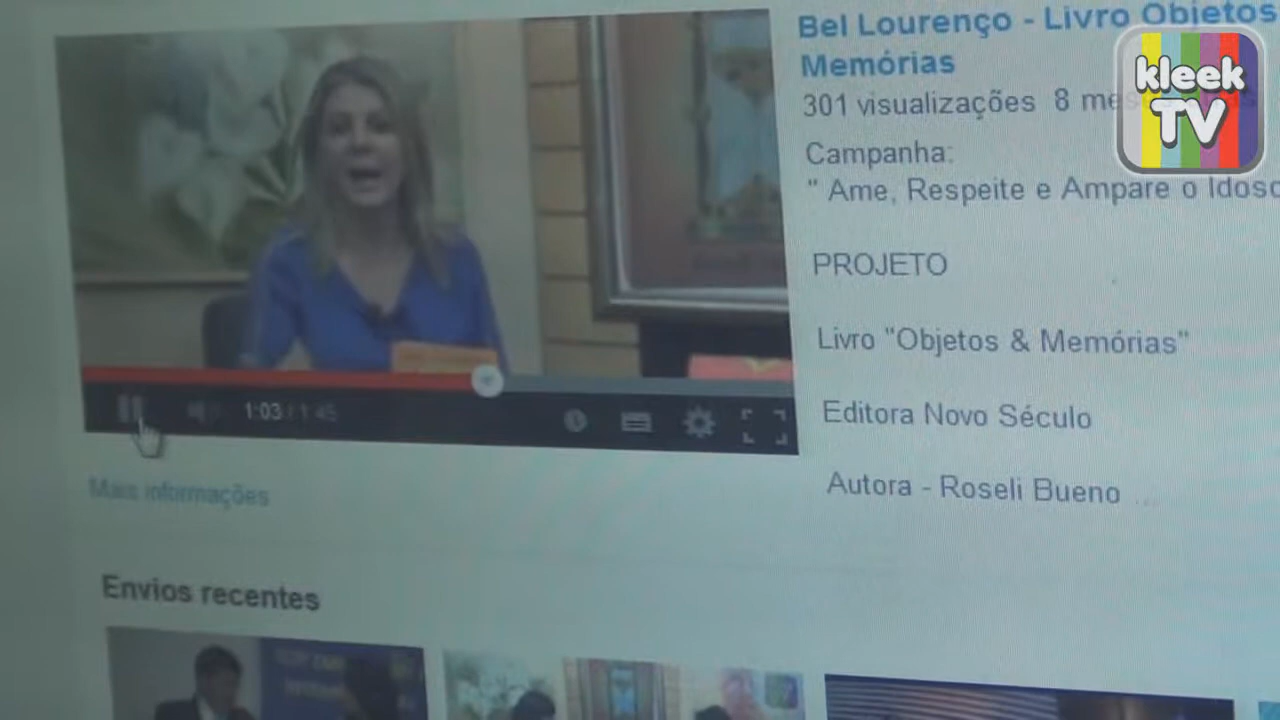 Bel Lourenço - Livro Objetos
Memórias
301 visualizações 8 me
Campanha:
" Ame, Respeite e Ampare o Idoso
PROJETO
Livro "Objetos & Memórias"
Editora Novo Século
Autora - Roseli Bueno ...
kleek
TV
1:03 / 1:45
Mais informações
Envios recentes